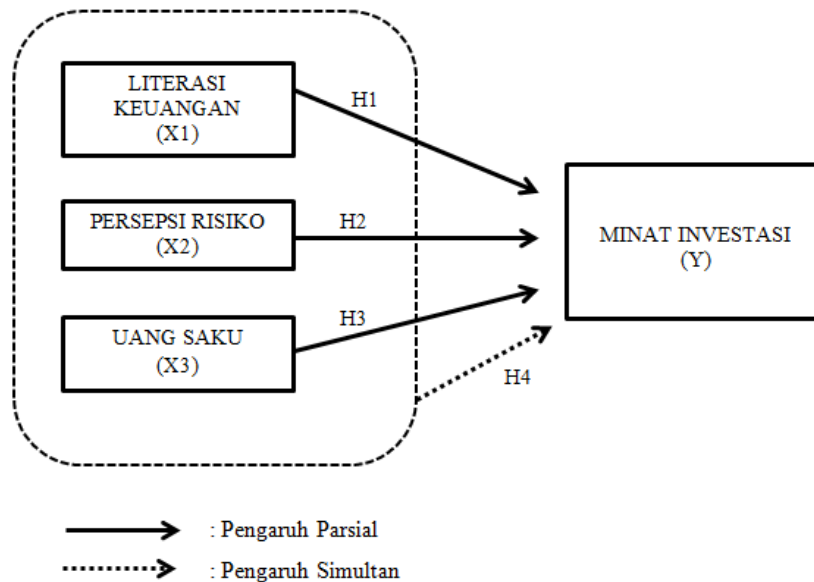 LITERASI
KEUANGAN
(X1)
H1
PERSEPSI RISIKO
(X2)
H2
MINAT INVESTASI
(Y)
UANG SAKU
(X3)
H3
H4
: Pengaruh Parsial
: Pengaruh Simultan